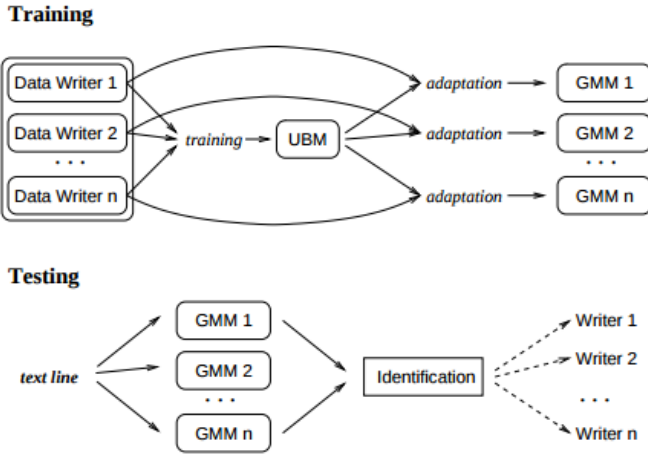 Training
Data Writer 1 adaptation GMM 1
Data Writer 2 training UBM adaptation GMM 2
. . . . . .
Data Writer n adaptation GMM n
Testing
GMM 1 Writer 1
text line GMM 2 Identification Writer 2
. . . . . .
GMM n Writer n